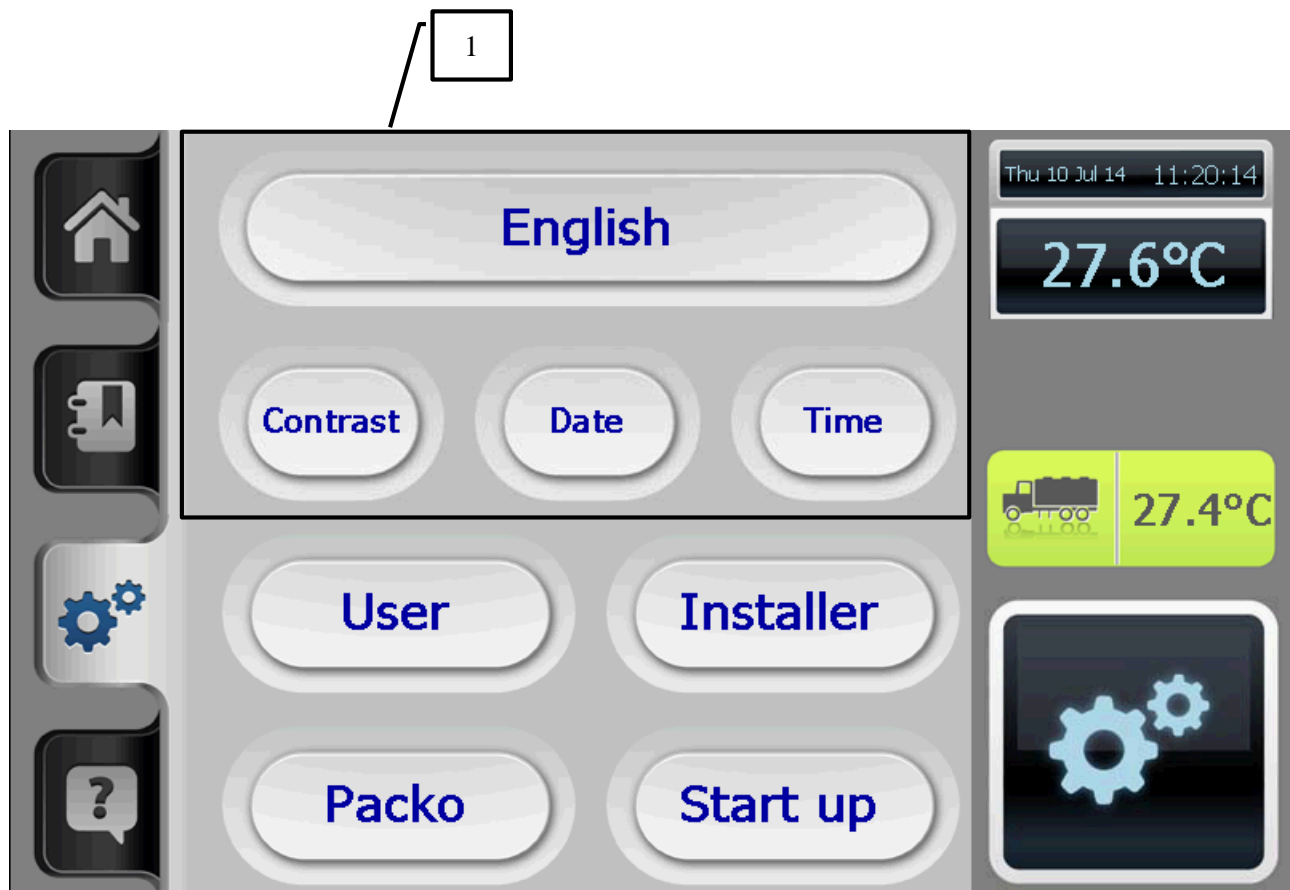 1
Thu 10 Jul 14 11:20:14
English
27.6°C
Contrast Date Time
27.4°C
User Installer
Packo Start up
?